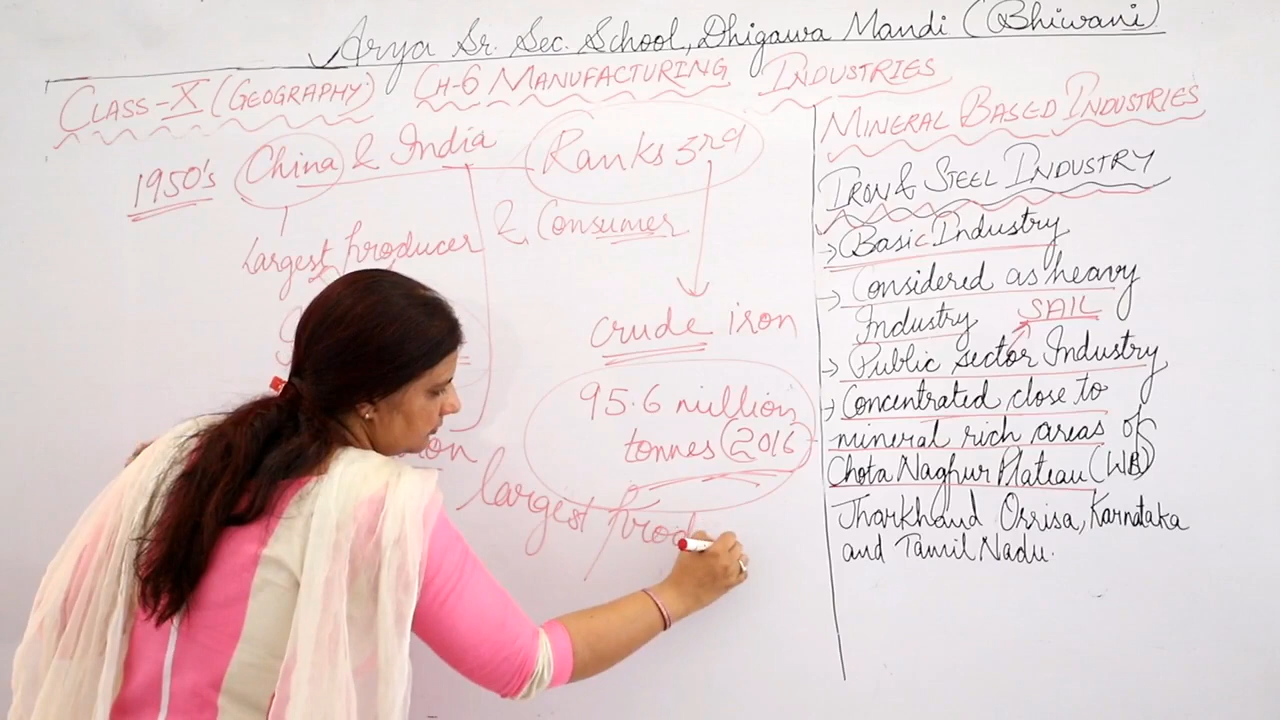 Arya Sr. Sec. School, Dhigawa Mandi (Bhiwani)
CLASS-X (GEOGRAPHY) CH-6 MANUFACTURING INDUSTRIES
1950's China & India Ranks 3rd
largest producer & Consumer
crude iron
95.6 million
tonnes 2016
largest prod
MINERAL BASED INDUSTRIES
IRON & STEEL INDUSTRY
→ Basic Industry
→ Considered as heavy
Industry SAIL
→ Public sector Industry
→ Concentrated close to
mineral rich areas of
Chota Nagpur Plateau (WB)
Jharkhand Orrisa, Karnataka
and Tamil Nadu.